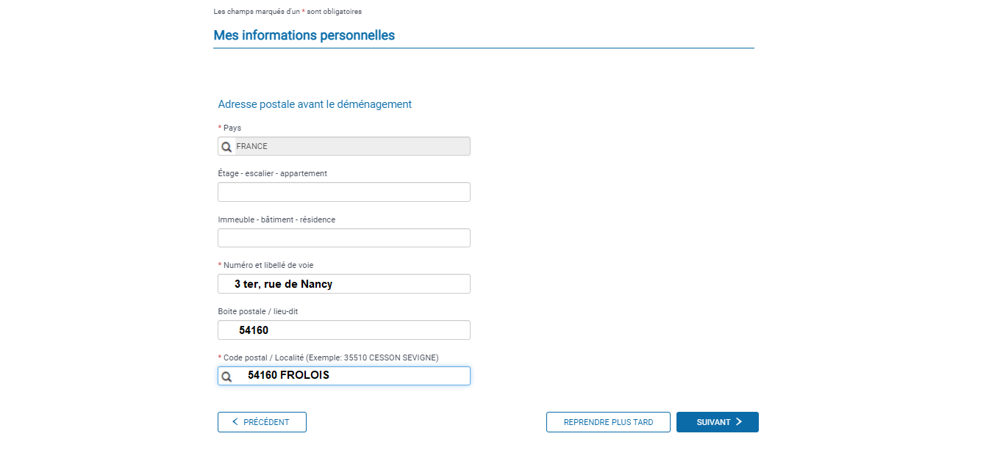 Les champs marqués d'un * sont obligatoires
Mes informations personnelles
Adresse postale avant le déménagement
* Pays
FRANCE
Étage - escalier - appartement
Immeuble - bâtiment - résidence
* Numéro et libellé de voie
3 ter, rue de Nancy
Boite postale / lieu-dit
54160
* Code postal / Localité (Exemple: 35510 CESSON SEVIGNE)
54160 FROLOIS
PRÉCÉDENT
REPRENDRE PLUS TARD
SUIVANT